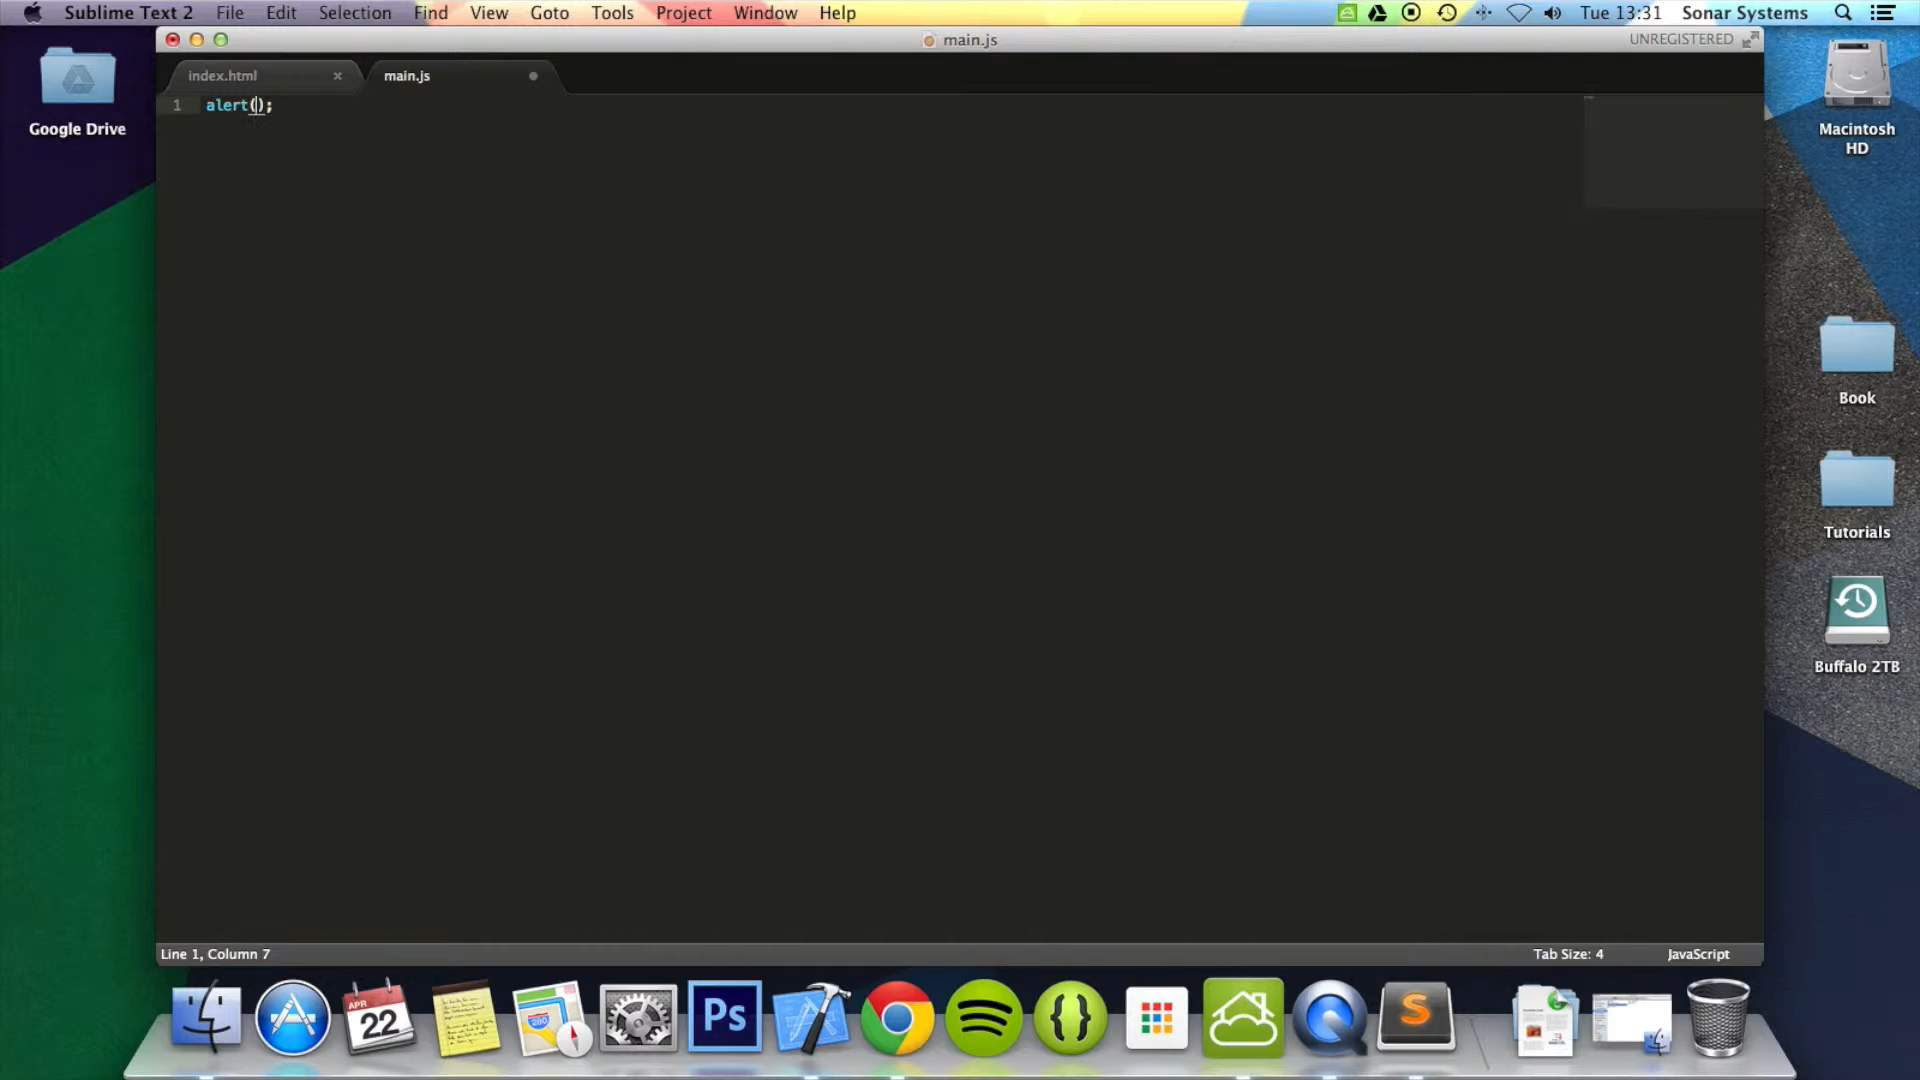 Sublime Text 2 File Edit Selection Find View Goto Tools Project Window Help Tue 13:31 Sonar Systems
main.js UNREGISTERED
index.html main.js
1 alert();
Google Drive
Macintosh HD
Book
Tutorials
Buffalo 2TB
Line 1, Column 7 Tab Size: 4 JavaScript
APR
22
280
Ps
{}
S